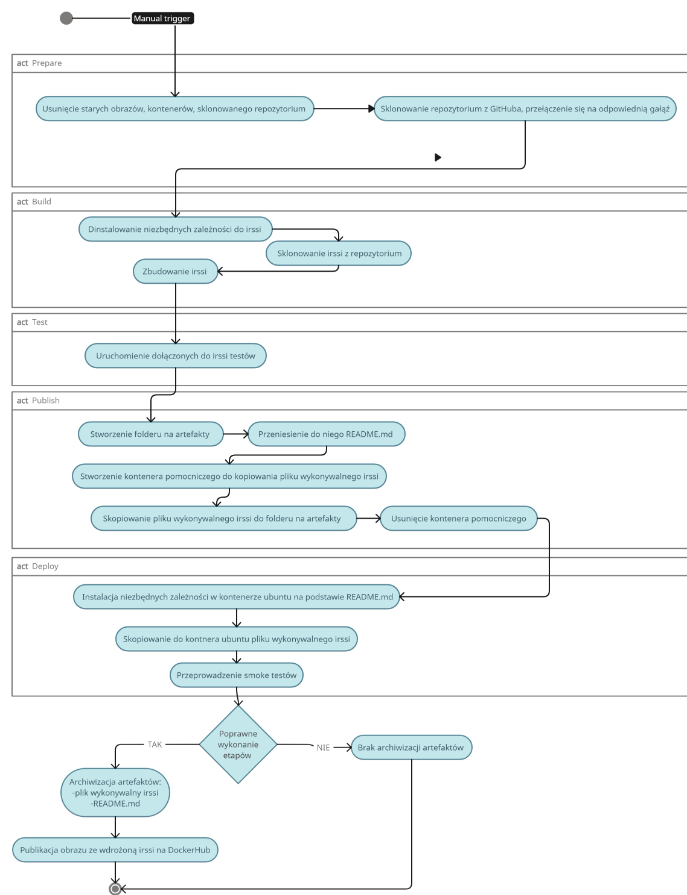 Manual trigger
act Prepare
Usunięcie starych obrazów, kontenerów, sklonowanego repozytorium
Sklonowanie repozytorium z GitHuba, przełączenie się na odpowiednią gałąź
act Build
Dinstalowanie niezbędnych zależności do irssi
Sklonowanie irssi z repozytorium
Zbudowanie irssi
act Test
Uruchomienie dołączonych do irssi testów
act Publish
Stworzenie folderu na artefakty
Przeniesienie do niego README.md
Stworzenie kontenera pomocniczego do kopiowania pliku wykonywalnego irssi
Skopiowanie pliku wykonywalnego irssi do folderu na artefakty
Usunięcie kontenera pomocniczego
act Deploy
Instalacja niezbędnych zależności w kontenerze ubuntu na podstawie README.md
Skopiowanie do kontnera ubuntu pliku wykonywalnego irssi
Przeprowadzenie smoke testów
Poprawne
wykonanie
etapów
TAK
NIE
Brak archiwizacji artefaktów
Archiwizacja artefaktów:
-plik wykonywalny irssi
-README.md
Publikacja obrazu ze wdrożoną irssi na DockerHub